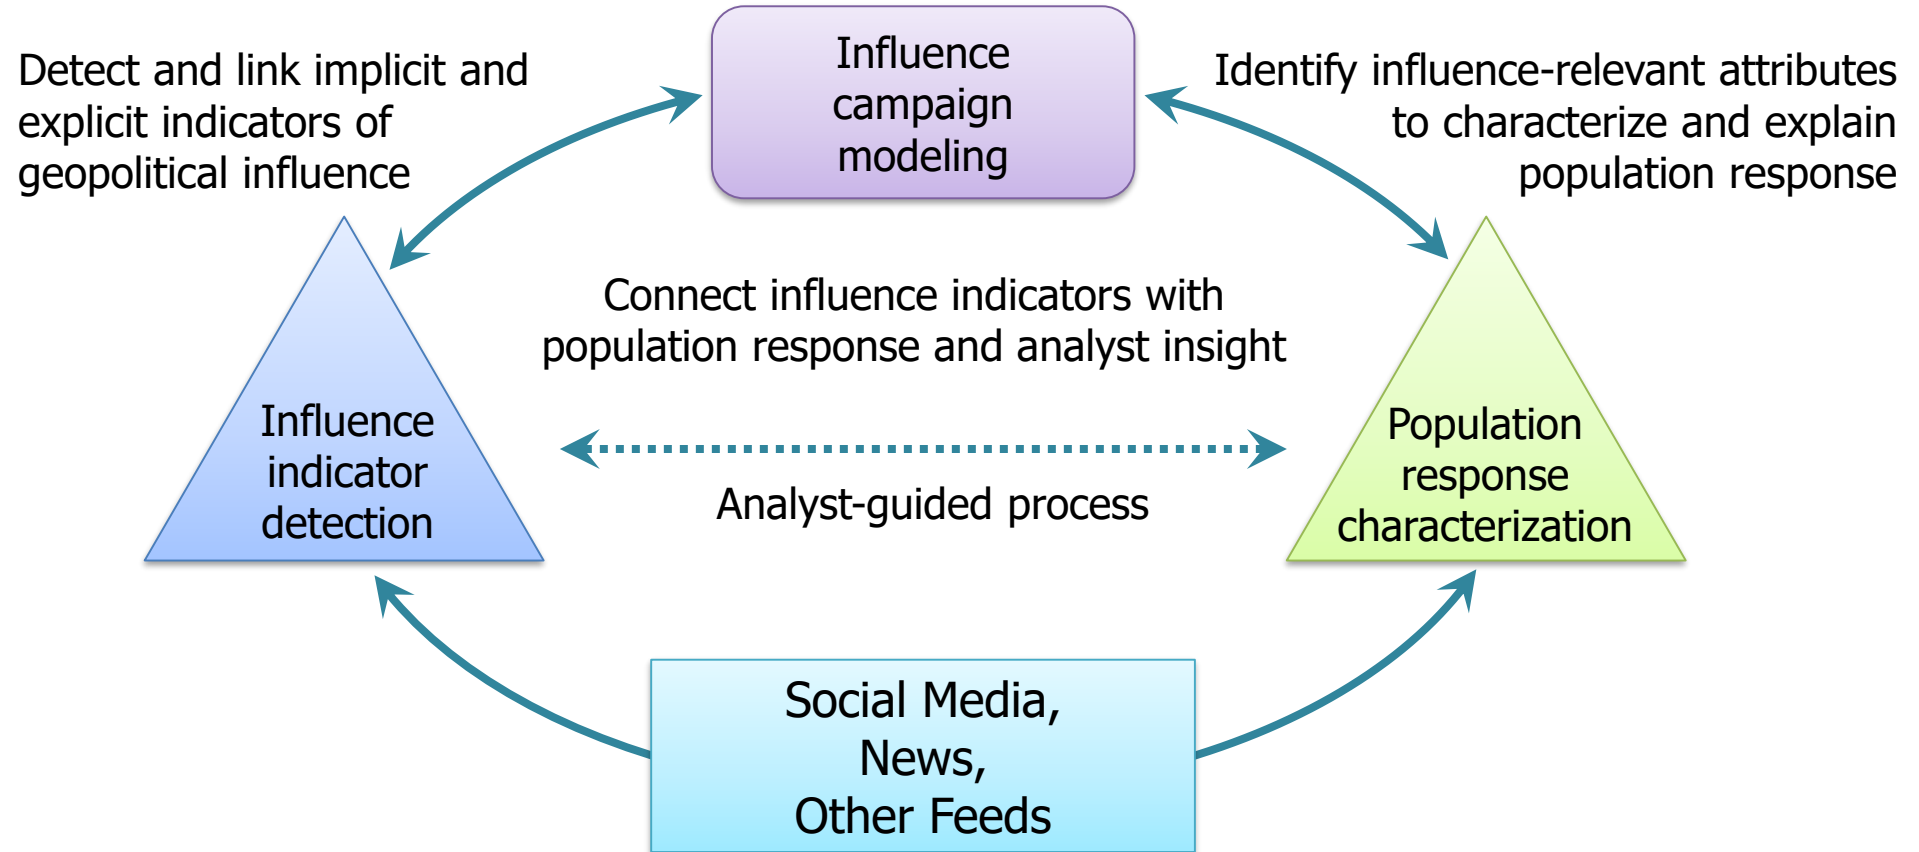 Influence
campaign
modeling
Detect and link implicit and
explicit indicators of
geopolitical influence
Identify influence-relevant attributes
to characterize and explain
population response
Connect influence indicators with
population response and analyst insight
Influence
indicator
detection
Analyst-guided process
Population
response
characterization
Social Media,
News,
Other Feeds